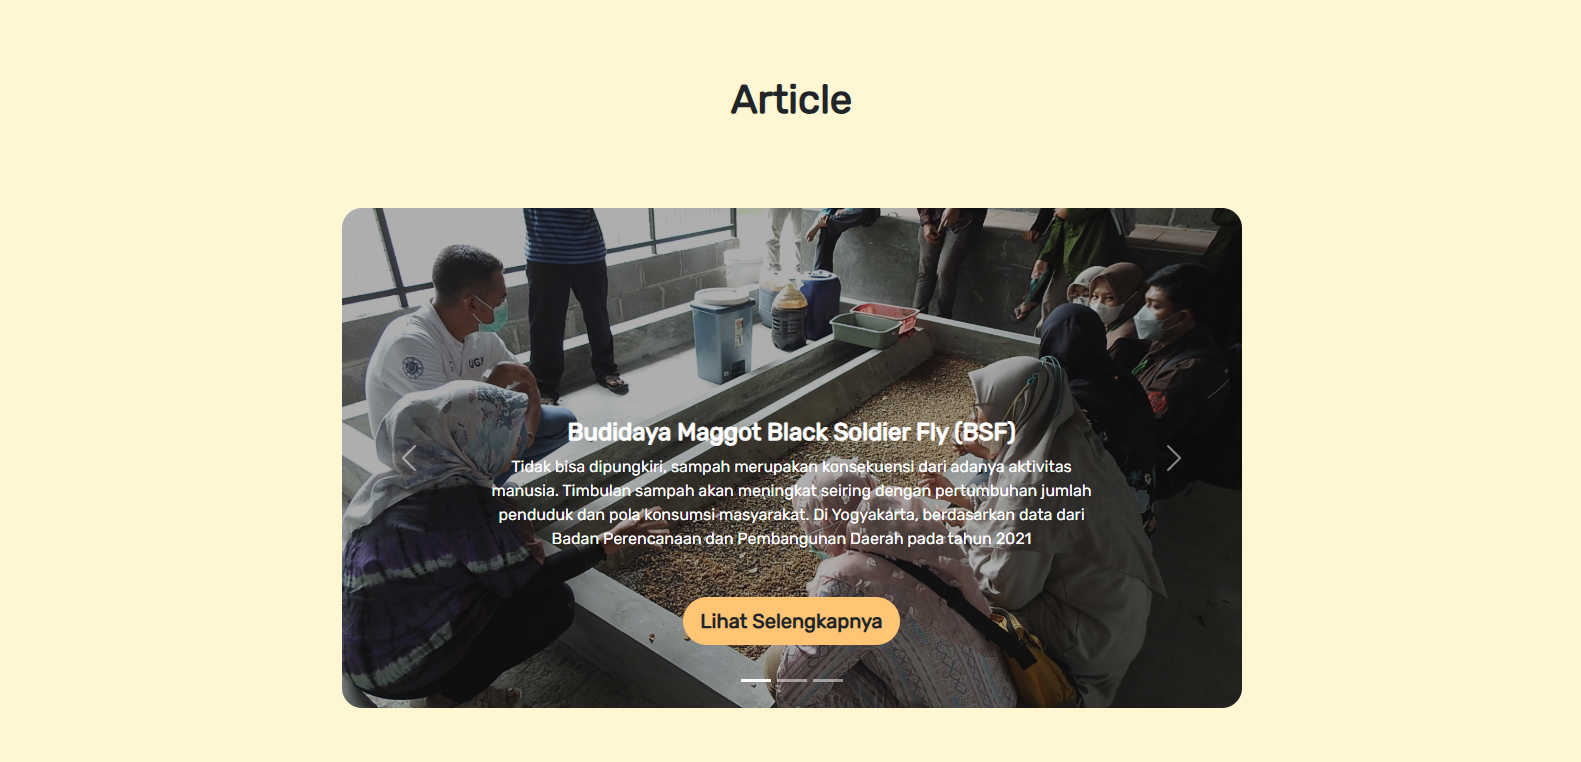 Article
UGM
Budidaya Maggot Black Soldier Fly (BSF)
Tidak bisa dipungkiri, sampah merupakan konsekuensi dari adanya aktivitas
manusia. Timbulan sampah akan meningkat seiring dengan pertumbuhan jumlah
penduduk dan pola konsumsi masyarakat. Di Yogyakarta, berdasarkan data dari
Badan Perencanaan dan Pembangunan Daerah pada tahun 2021
Lihat Selengkapnya